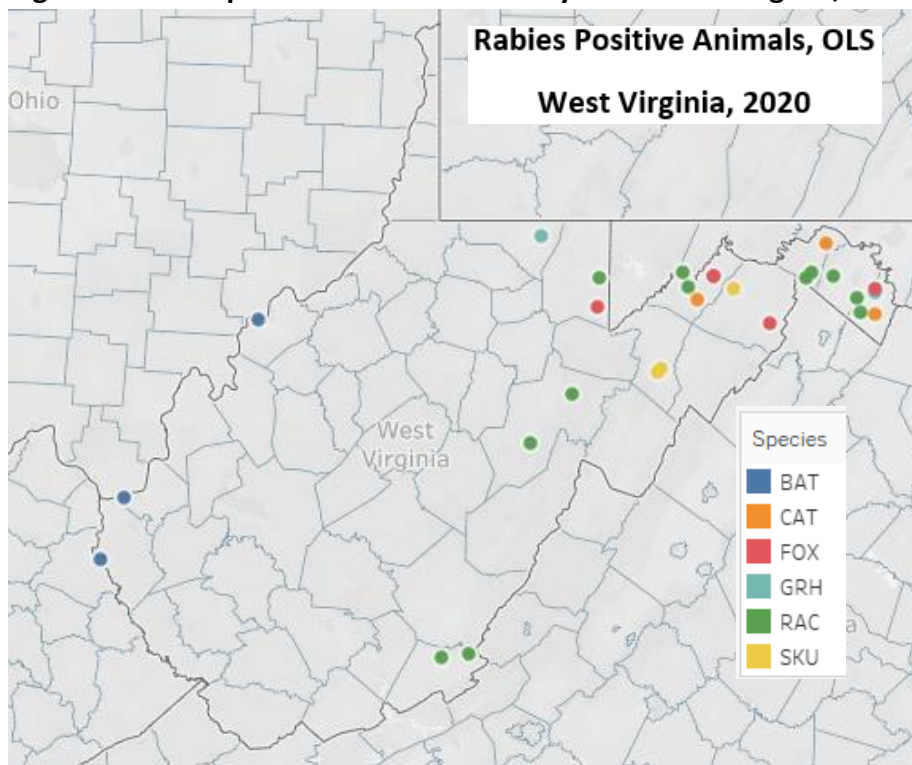 Rabies Positive Animals, OLS
West Virginia, 2020
Ohio
West
Virginia
Species
BAT
CAT
FOX
GRH
RAC
SKU